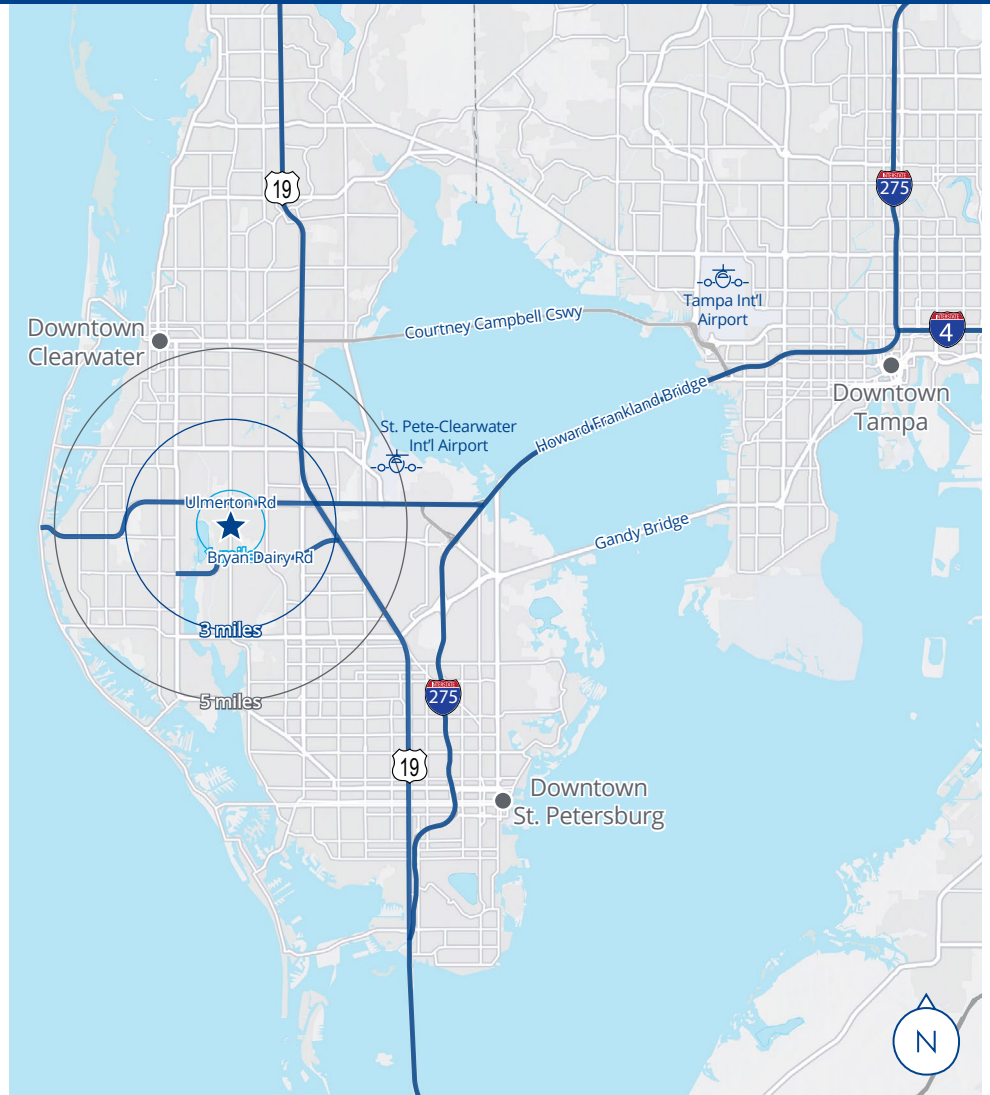 19
275
Tampa Int'l
Airport
Courtney Campbell Cswy
Downtown
Clearwater
4
Downtown
Tampa
Howard Frankland Bridge
St. Pete-Clearwater
Int'l Airport
Ulmerton Rd
Gandy Bridge
Bryan Dairy Rd
3 miles
5 miles
275
19
Downtown
St. Petersburg
N